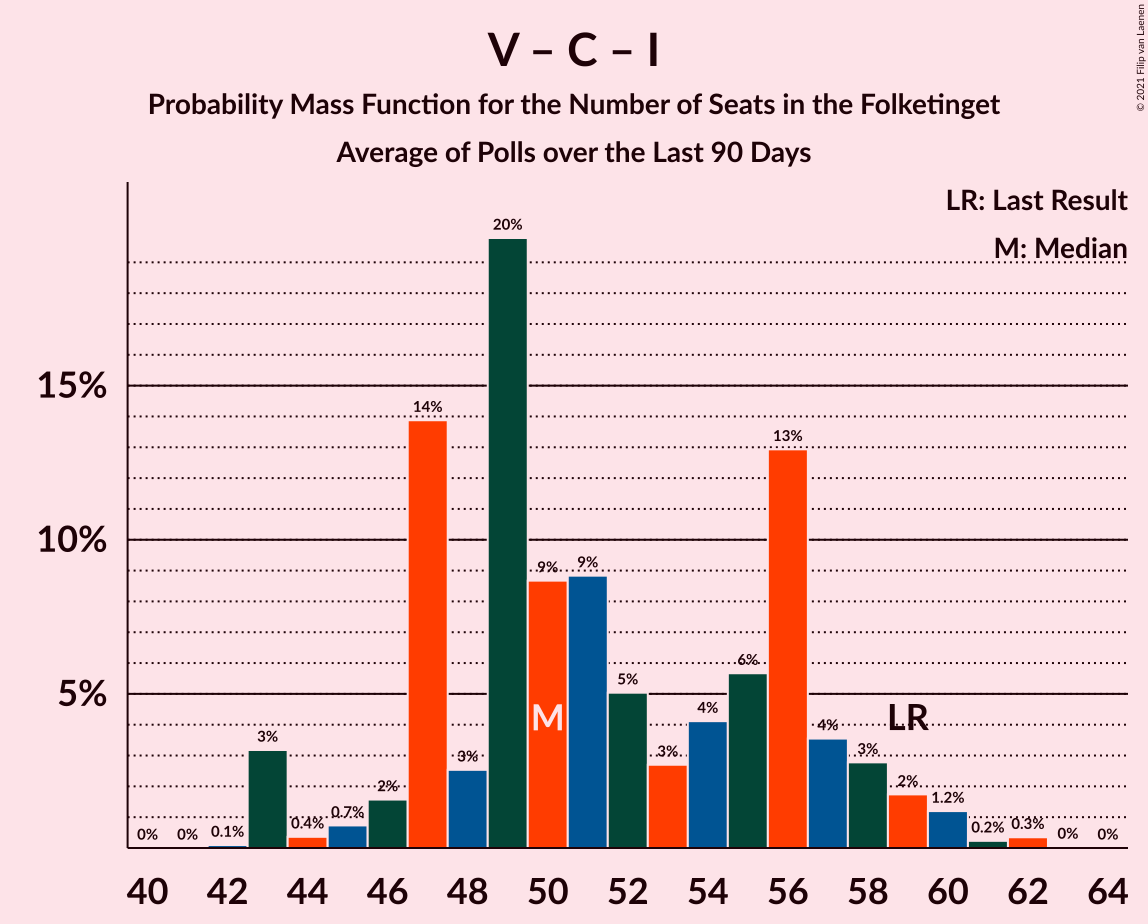 V – C – I
Probability Mass Function for the Number of Seats in the Folketinget
Average of Polls over the Last 90 Days
© 2021 Filip van Laenen
LR: Last Result
M: Median
15%
10%
5%
0% 0% 0.1% 3% 0.4% 0.7% 2% 14% 3% 20% 9% 9% 5% 3% 4% 6% 13% 4% 3% 2% 1.2% 0.2% 0.3% 0% 0%
M
LR
40 42 44 46 48 50 52 54 56 58 60 62 64